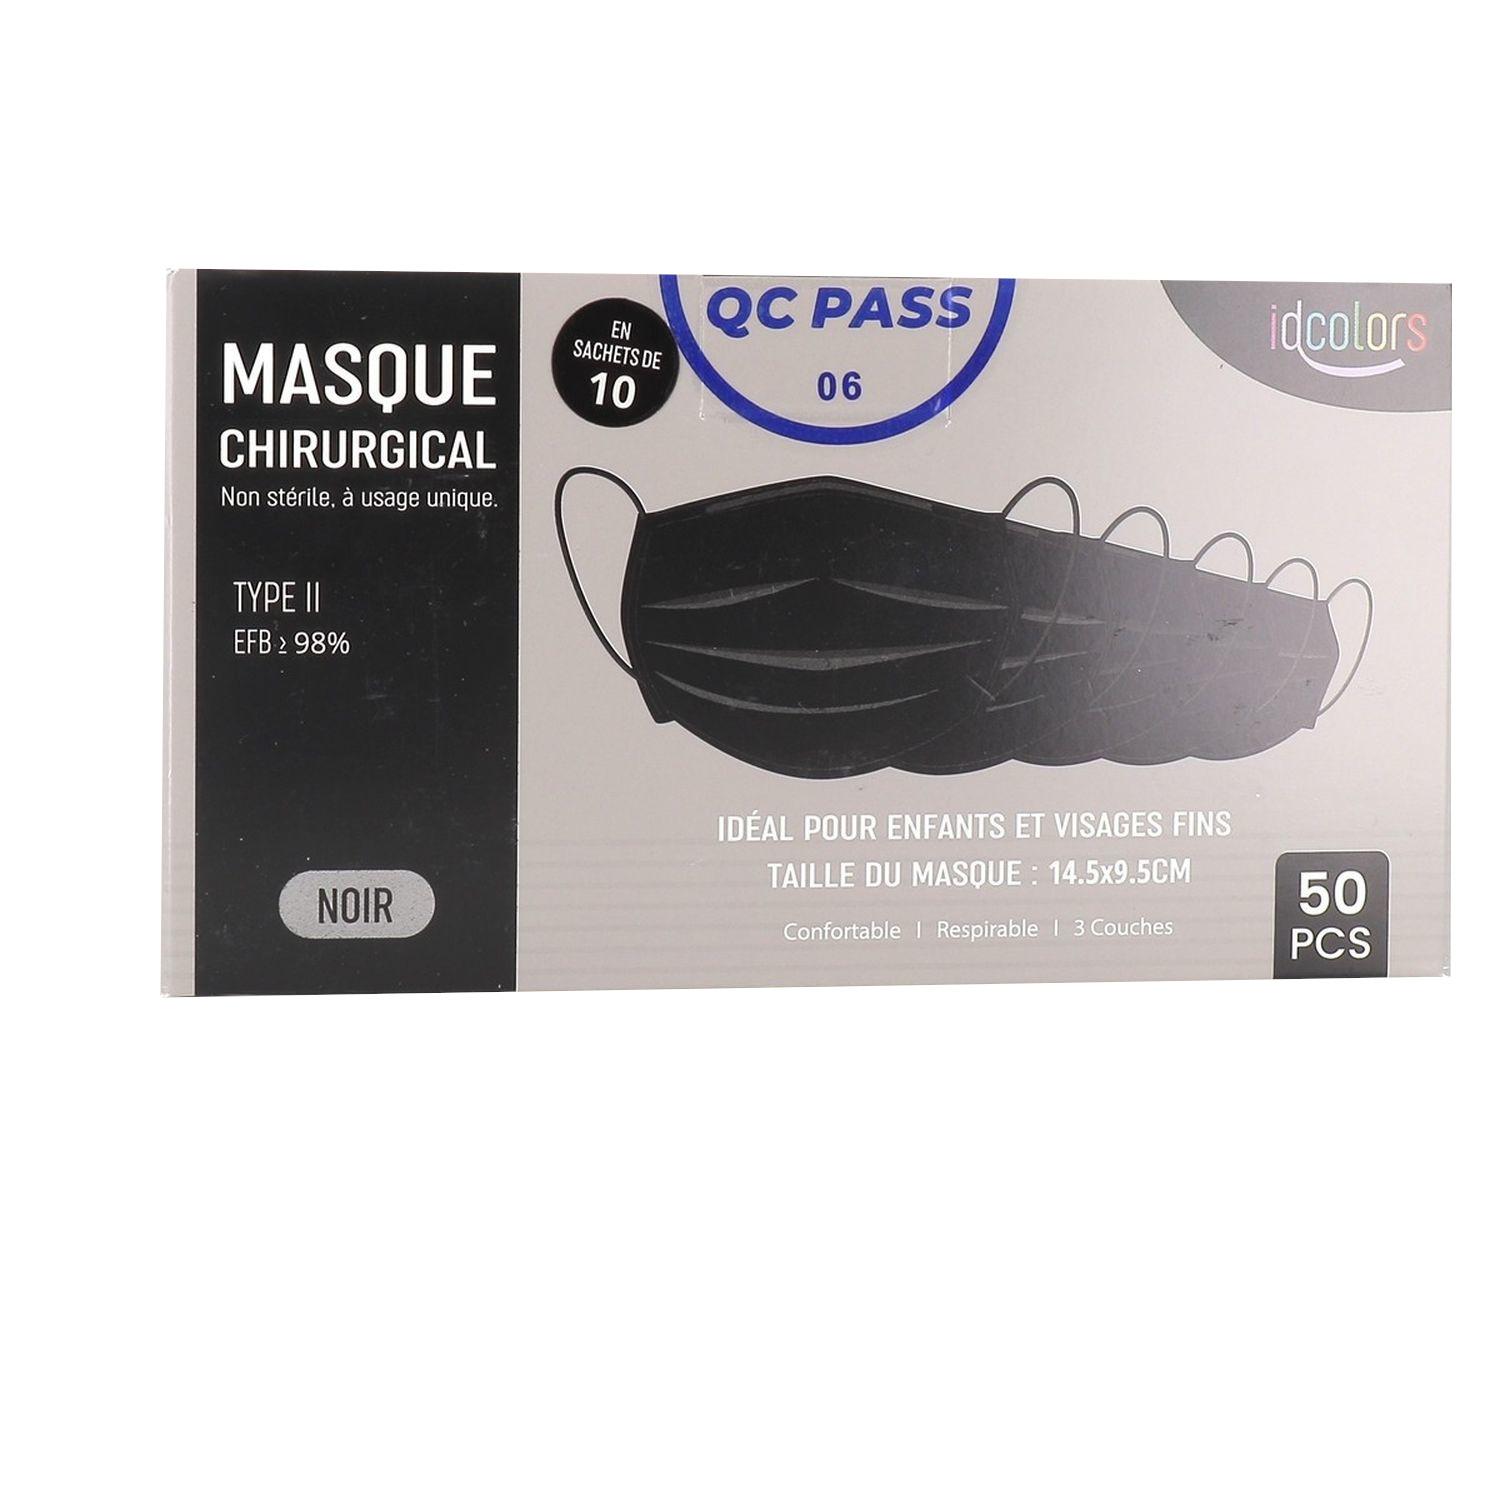 MASQUE
CHIRURGICAL
Non stérile, à usage unique.
TYPE II
EFB ≥ 98%
NOIR
EN
SACHETS DE
10
QC PASS
06
idcolors
IDÉAL POUR ENFANTS ET VISAGES FINS
TAILLE DU MASQUE : 14.5x9.5CM
Confortable | Respirable | 3 Couches
50
PCS